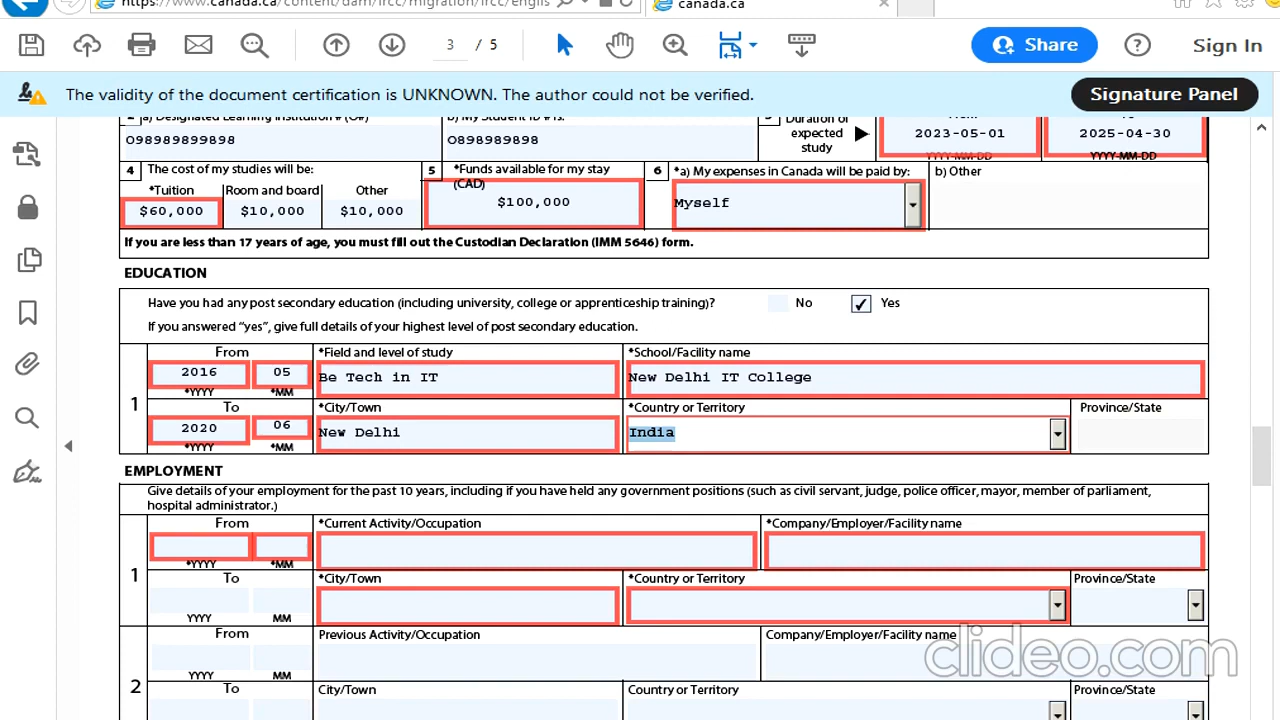 https://www.canada.ca/content/dam/ircc/migration/ircc/englis
canada.ca
3 / 5
Share
Sign In
The validity of the document certification is UNKNOWN. The author could not be verified.
Signature Panel
2 a) Designated Learning Institution # (O#)
b) My Student ID # is:
Duration of expected study
From
To
O98989899898
O898989898
2023-05-01
2025-04-30
YYYY-MM-DD
YYYY-MM-DD
4
The cost of my studies will be:
5
*Funds available for my stay (CAD)
6
*a) My expenses in Canada will be paid by:
b) Other
*Tuition
Room and board
Other
$60,000
$10,000
$10,000
$100,000
Myself
If you are less than 17 years of age, you must fill out the Custodian Declaration (IMM 5646) form.
EDUCATION
Have you had any post secondary education (including university, college or apprenticeship training)?
No
Yes
If you answered "yes", give full details of your highest level of post secondary education.
1
From
*Field and level of study
*School/Facility name
2016
05
Be Tech in IT
New Delhi IT College
*YYYY
*MM
To
*City/Town
*Country or Territory
Province/State
2020
06
New Delhi
India
*YYYY
*MM
EMPLOYMENT
Give details of your employment for the past 10 years, including if you have held any government positions (such as civil servant, judge, police officer, mayor, member of parliament,
hospital administrator.)
1
From
*Current Activity/Occupation
*Company/Employer/Facility name
*YYYY
*MM
To
*City/Town
*Country or Territory
Province/State
YYYY
MM
2
From
Previous Activity/Occupation
Company/Employer/Facility name
YYYY
MM
To
City/Town
Country or Territory
Province/State
clideo.com